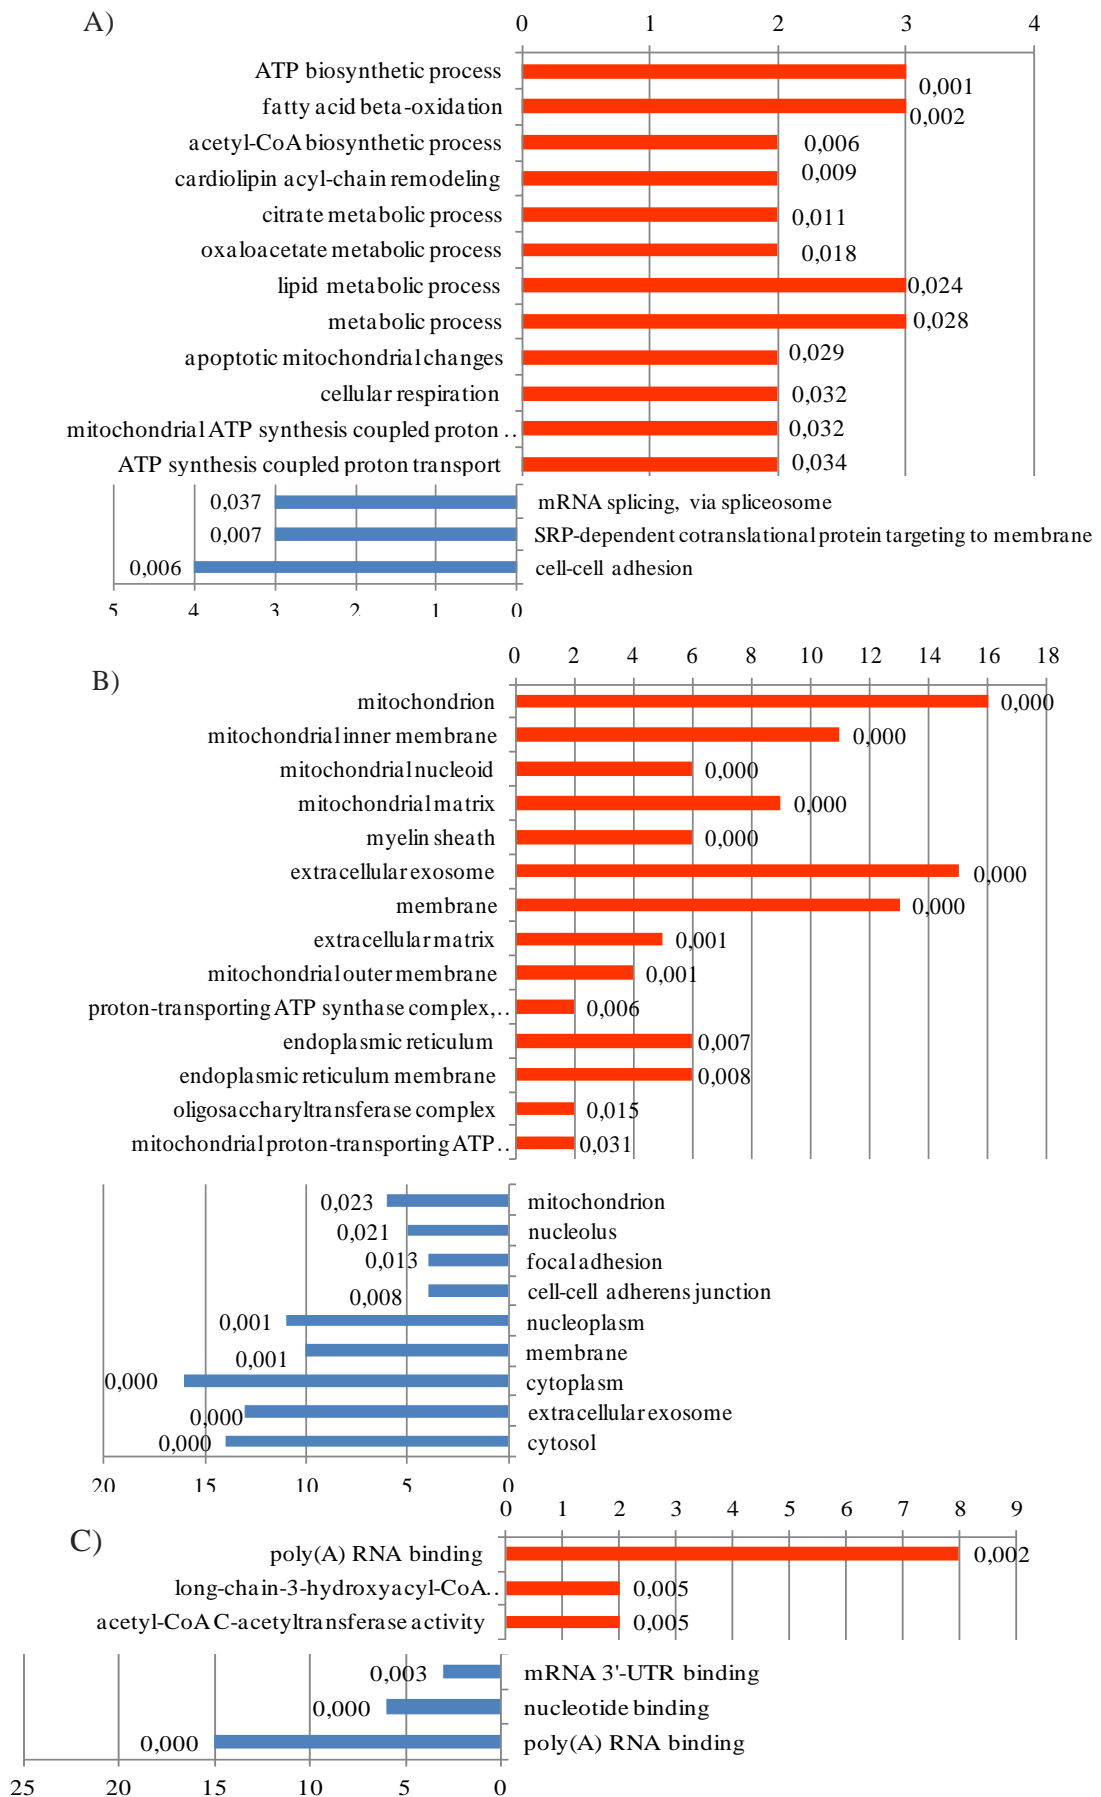 A)
0 1 2 3 4
ATP biosynthetic process 0,001
fatty acid beta-oxidation 0,002
acetyl-CoA biosynthetic process 0,006
cardiolipin acyl-chain remodeling 0,009
citrate metabolic process 0,011
oxaloacetate metabolic process 0,018
lipid metabolic process 0,024
metabolic process 0,028
apoptotic mitochondrial changes 0,029
cellular respiration 0,032
mitochondrial ATP synthesis coupled proton .. 0,032
ATP synthesis coupled proton transport 0,034
0,037 mRNA splicing, via spliceosome
0,007 SRP-dependent cotranslational protein targeting to membrane
0,006 cell-cell adhesion
5 4 3 2 1 0
B)
0 2 4 6 8 10 12 14 16 18
mitochondrion 0,000
mitochondrial inner membrane 0,000
mitochondrial nucleoid 0,000
mitochondrial matrix 0,000
myelin sheath 0,000
extracellular exosome 0,000
membrane 0,000
extracellular matrix 0,001
mitochondrial outer membrane 0,001
proton-transporting ATP synthase complex,.. 0,006
endoplasmic reticulum 0,007
endoplasmic reticulum membrane 0,008
oligosaccharyltransferase complex 0,015
mitochondrial proton-transporting ATP .. 0,031
0,023 mitochondrion
0,021 nucleolus
0,013 focal adhesion
0,008 cell-cell adherens junction
0,001 nucleoplasm
0,001 membrane
0,000 cytoplasm
0,000 extracellular exosome
0,000 cytosol
20 15 10 5 0
C)
0 1 2 3 4 5 6 7 8 9
poly(A) RNA binding 0,002
long-chain-3-hydroxyacyl-CoA.. 0,005
acetyl-CoA C-acetyltransferase activity 0,005
0,003 mRNA 3'-UTR binding
0,000 nucleotide binding
0,000 poly(A) RNA binding
25 20 15 10 5 0